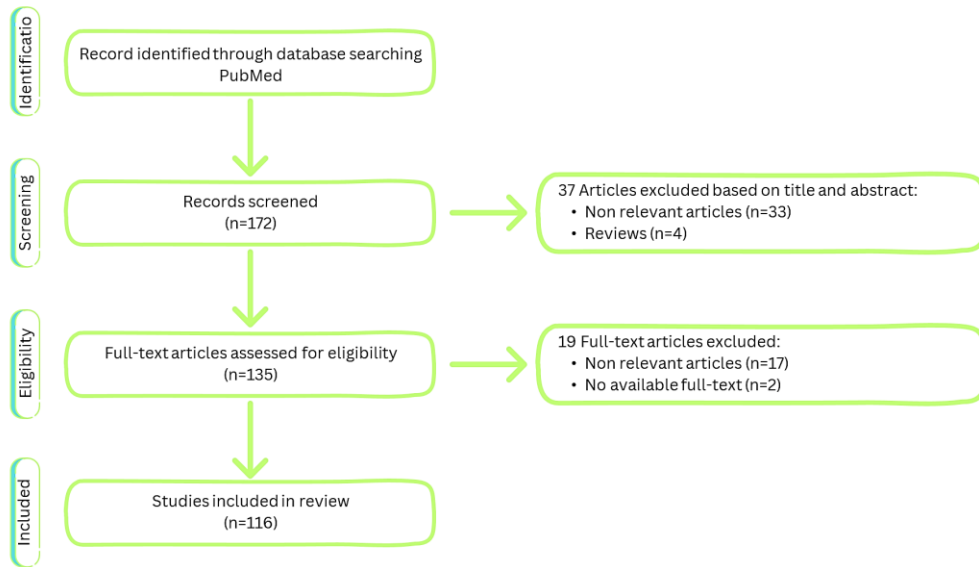 Identificatio
Record identified through database searching
PubMed
Screening
Records screened
(n=172)
37 Articles excluded based on title and abstract:
• Non relevant articles (n=33)
• Reviews (n=4)
Eligibility
Full-text articles assessed for eligibility
(n=135)
19 Full-text articles excluded:
• Non relevant articles (n=17)
• No available full-text (n=2)
Included
Studies included in review
(n=116)